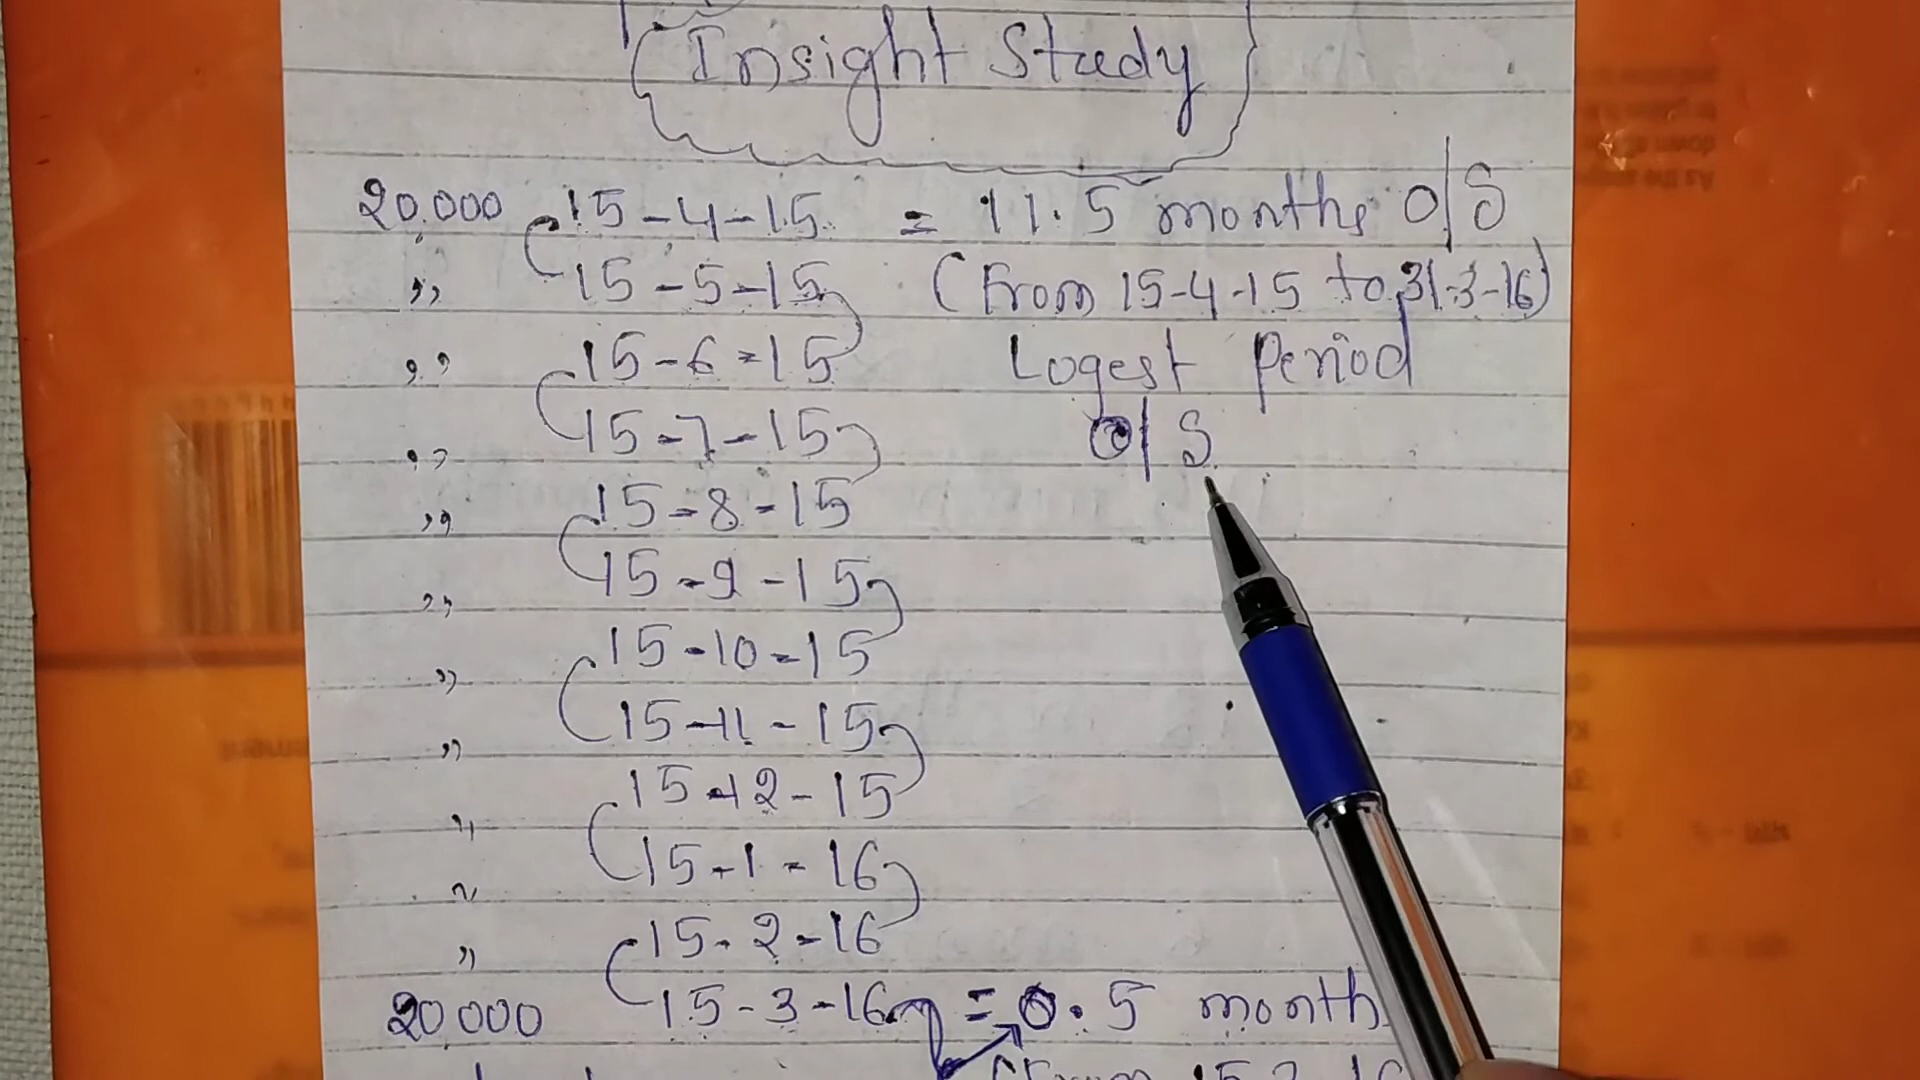 Insight Study
20.000 15-4-15 = 11.5 months O|S
,, 15-5-15 (From 15-4-15 to 31-3-16)
,, 15-6-15 Logest Period
,, 15-7-15 O|S
,, 15-8-15
,, 15-9-15
,, 15-10-15
,, 15-11-15
,, 15-12-15
,, 15-1-16
,, 15-2-16
20000 15-3-16 = 0.5 month